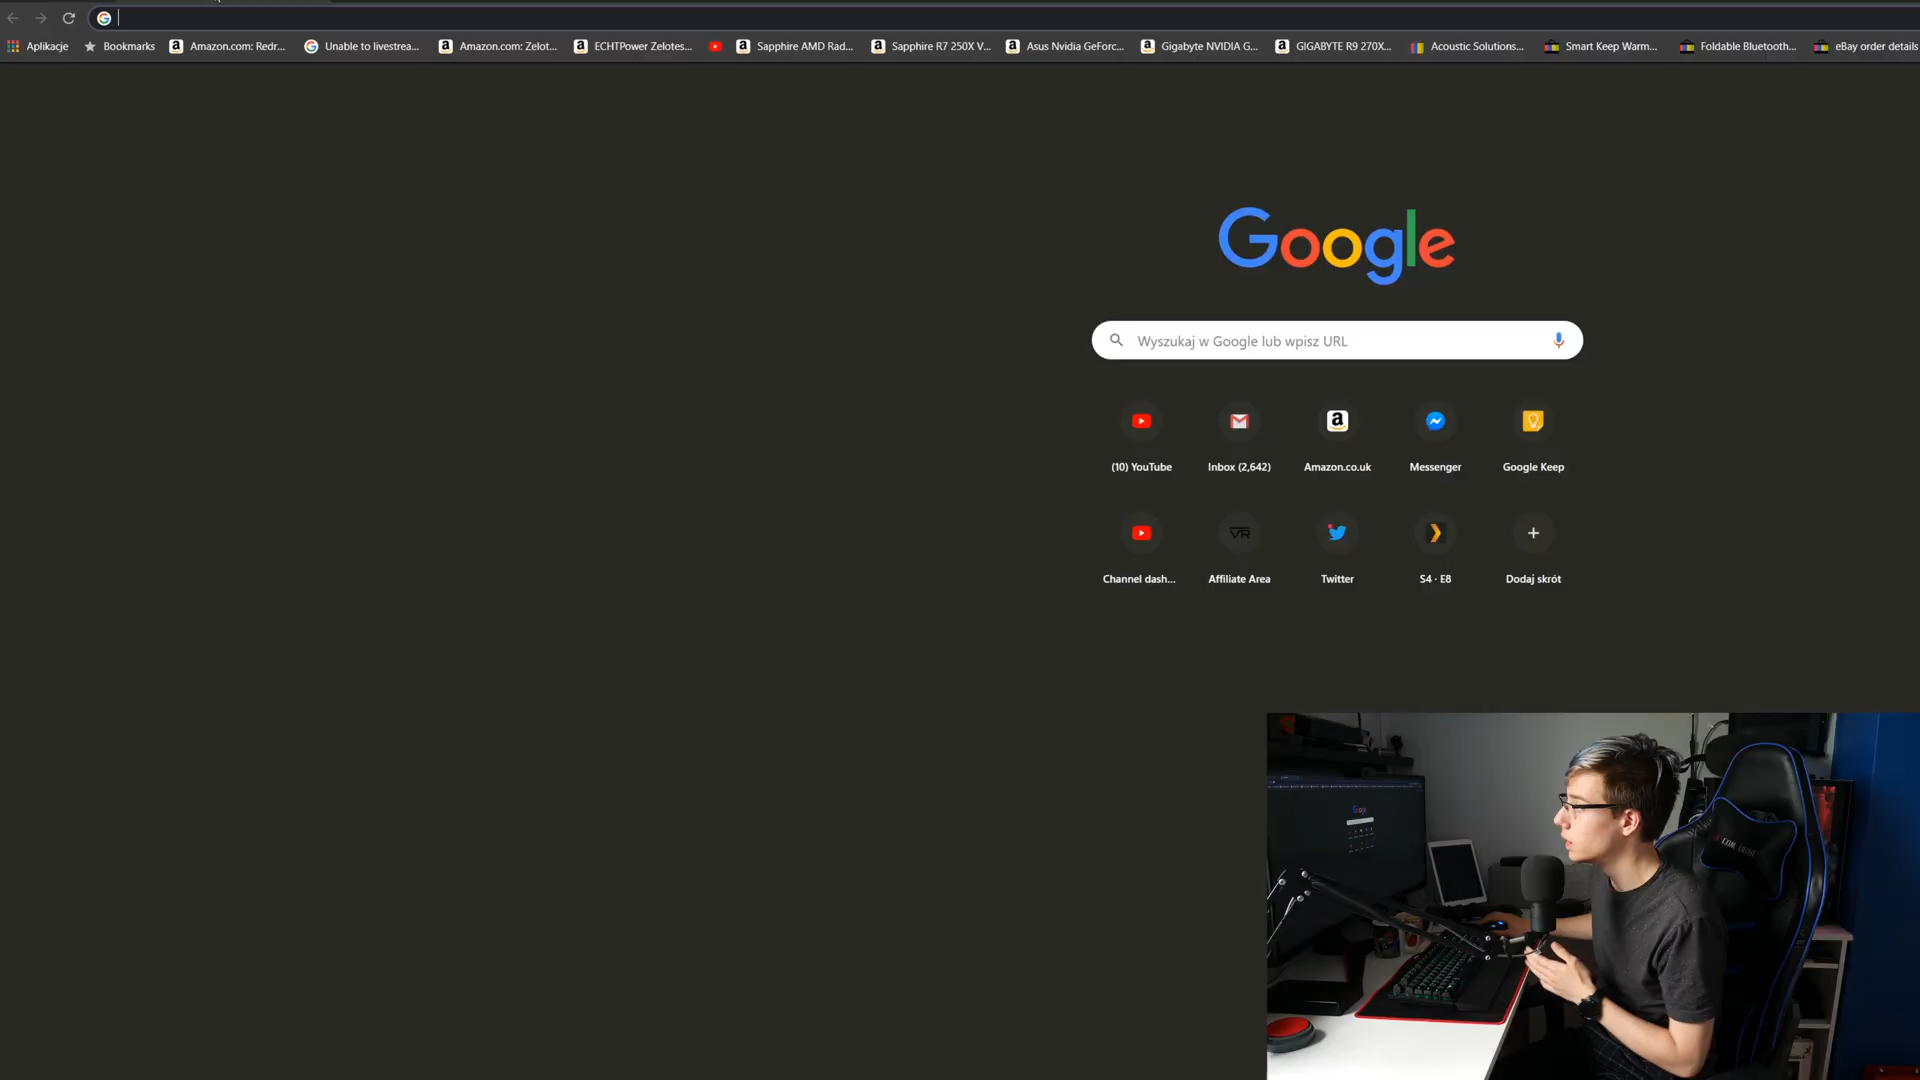 Aplikacje Bookmarks Amazon.com: Redr... Unable to livestrea... Amazon.com: Zelot... ECHTPower Zelotes... Sapphire AMD Rad... Sapphire R7 250X V... Asus Nvidia GeForc... Gigabyte NVIDIA G... GIGABYTE R9 270X... Acoustic Solutions... Smart Keep Warm... Foldable Bluetooth... eBay order details
Google
Wyszukaj w Google lub wpisz URL
(10) YouTube Inbox (2,642) Amazon.co.uk Messenger Google Keep
VR
Channel dash... Affiliate Area Twitter S4 · E8 Dodaj skrót